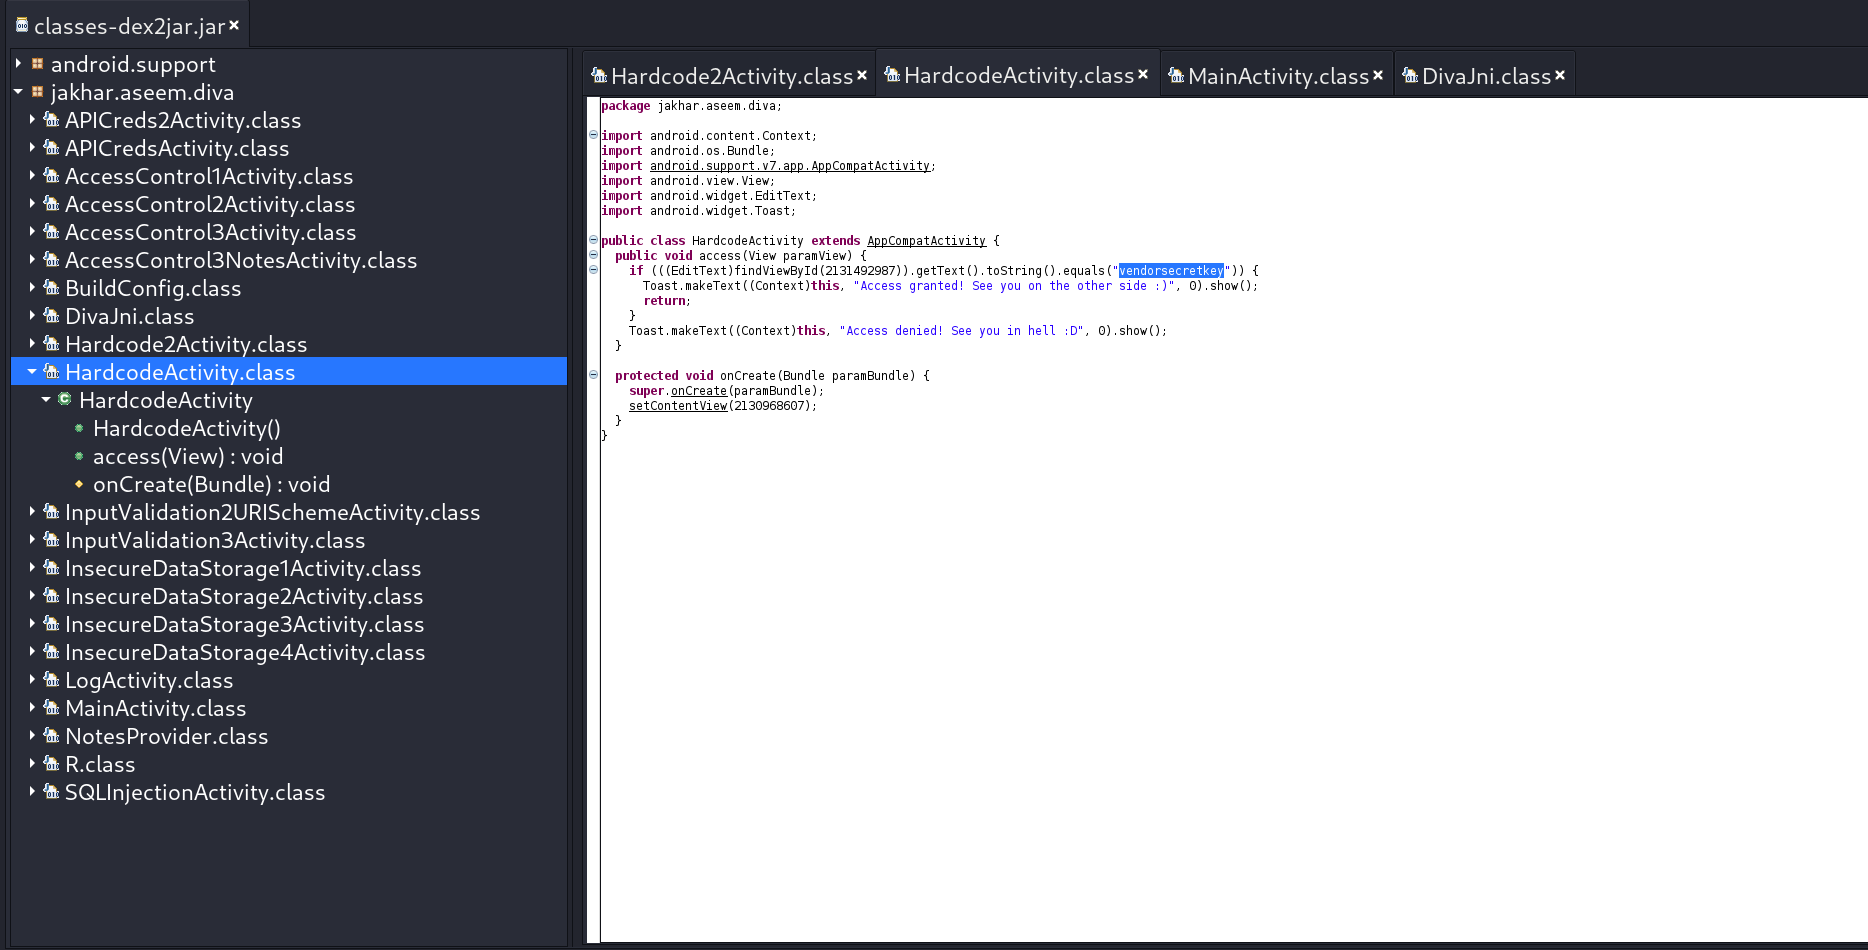 classes-dex2jar.jar
android.support
jakhar.aseem.diva
APICreds2Activity.class
APICredsActivity.class
AccessControl1Activity.class
AccessControl2Activity.class
AccessControl3Activity.class
AccessControl3NotesActivity.class
BuildConfig.class
DivaJni.class
Hardcode2Activity.class
HardcodeActivity.class
HardcodeActivity
HardcodeActivity()
access(View) : void
onCreate(Bundle) : void
InputValidation2URISchemeActivity.class
InputValidation3Activity.class
InsecureDataStorage1Activity.class
InsecureDataStorage2Activity.class
InsecureDataStorage3Activity.class
InsecureDataStorage4Activity.class
LogActivity.class
MainActivity.class
NotesProvider.class
R.class
SQLInjectionActivity.class
Hardcode2Activity.class HardcodeActivity.class MainActivity.class DivaJni.class
package jakhar.aseem.diva;
import android.content.Context;
import android.os.Bundle;
import android.support.v7.app.AppCompatActivity;
import android.view.View;
import android.widget.EditText;
import android.widget.Toast;
public class HardcodeActivity extends AppCompatActivity {
public void access(View paramView) {
if (((EditText)findViewById(2131492987)).getText().toString().equals("vendorsecretkey")) {
Toast.makeText((Context)this, "Access granted! See you on the other side :)", 0).show();
return;
}
Toast.makeText((Context)this, "Access denied! See you in hell :D", 0).show();
}
protected void onCreate(Bundle paramBundle) {
super.onCreate(paramBundle);
setContentView(2130968607);
}
}